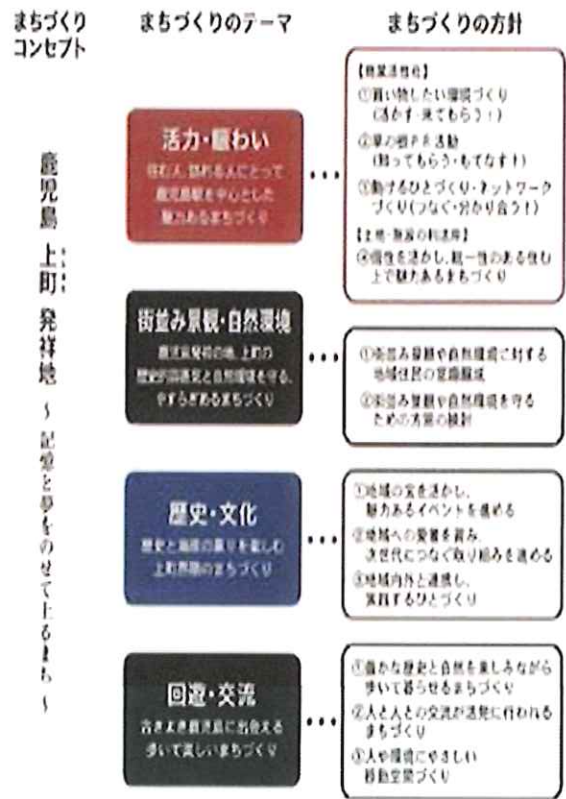 まちづくり
コンセプト
まちづくりのテーマ
まちづくりの方針
鹿児島 上町 発祥地 ~ 記憶と夢をのせて上るまち ~
活力・賑わい
住む人、訪れる人にとって
鹿児島駅を中心とした
魅力あるまちづくり
【商業活性化】
①買い物したい環境づくり
(活かす・来てもらう!)
②草の根PR活動
(知ってもらう・もてなす!)
③動けるひとづくり・ネットワーク
づくり(つなぐ・分かり合う!)
④個性を活かし、統一性のある住む
上で魅力あるまちづくり
街並み景観・自然環境
鹿児島発祥の地、上町の
歴史的雰囲気と自然環境を守る、
やすらぎあるまちづくり
①街並み景観や自然環境に対する
地域住民の意識醸成
②街並み景観や自然環境を守る
ための方策の検討
歴史・文化
歴史と文化の薫りを楽しむ
上町界隈のまちづくり
①地域の宝を活かし、
魅力あるイベントを進める
②地域への愛着を育み、
次世代につなぐ取り組みを進める
③地域内外と連携し、
実践するひとづくり
回遊・交流
古きよき鹿児島に出会える
歩いて楽しいまちづくり
①豊かな歴史と自然を楽しみながら
歩いて暮らせるまちづくり
②人と人との交流が活発に行われる
まちづくり
③人や環境にやさしい
移動空間づくり